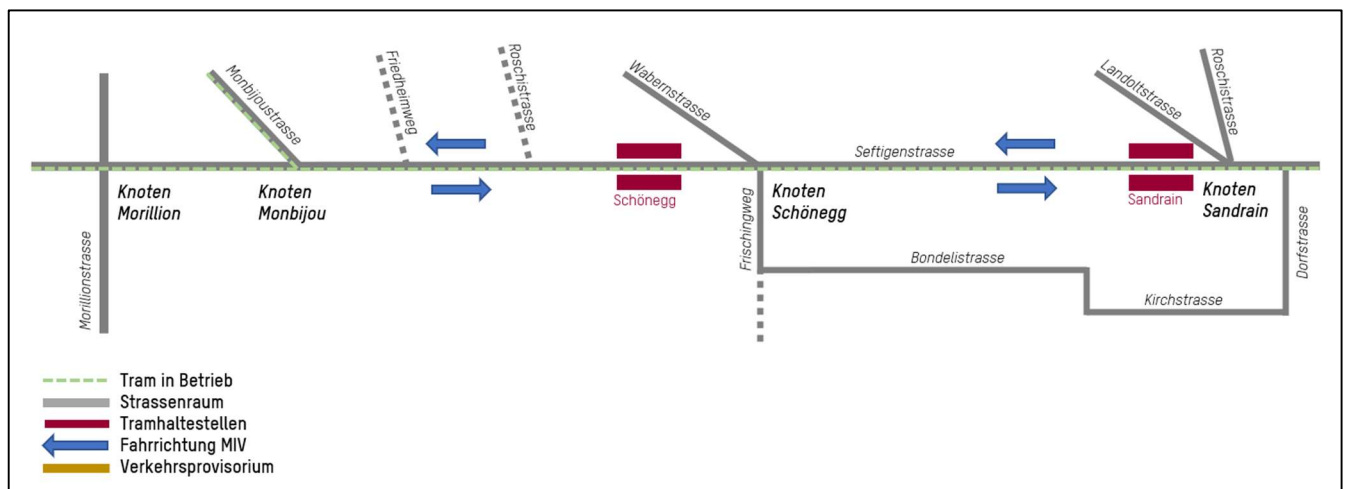 Monbijoustrasse
Friedheimweg
Roschistrasse
Wabernstrasse
Landoltstrasse
Roschistrasse
Seftigenstrasse
Knoten
Morillion
Knoten
Monbijou
Schönegg
Knoten
Schönegg
Sandrain
Knoten
Sandrain
Morillionstrasse
Frischingweg
Bondelistrasse
Kirchstrasse
Dorfstrasse
Tram in Betrieb
Strassenraum
Tramhaltestellen
Fahrrichtung MIV
Verkehrsprovisorium